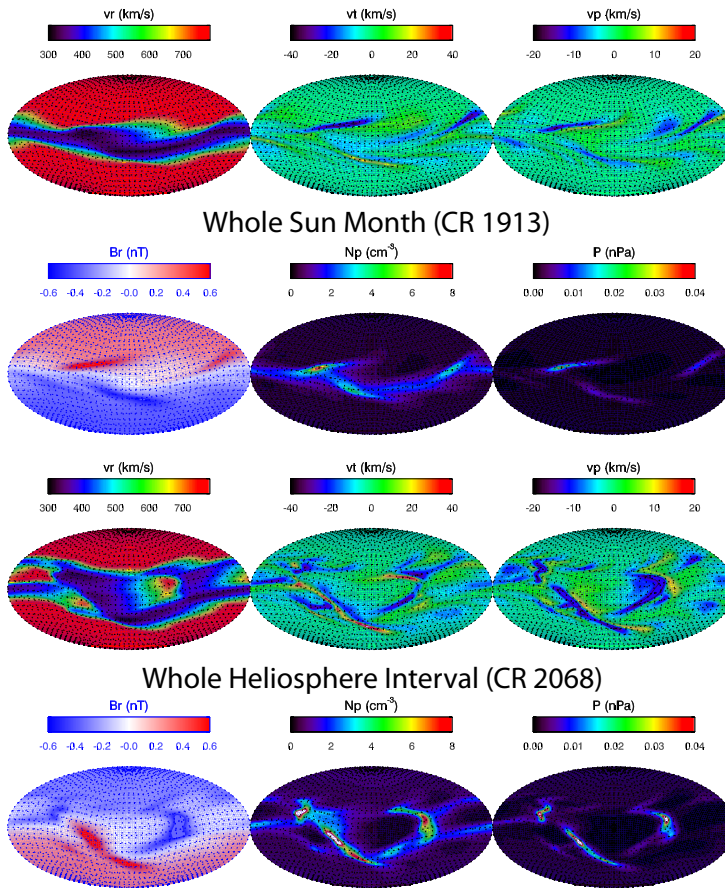 vr (km/s) vt (km/s) vp (km/s)
300 400 500 600 700 -40 -20 0 20 40 -20 -10 0 10 20
Whole Sun Month (CR 1913)
Br (nT) Np (cm⁻³) P (nPa)
-0.6 -0.4 -0.2 -0.0 0.2 0.4 0.6 0 2 4 6 8 0.00 0.01 0.02 0.03 0.04
vr (km/s) vt (km/s) vp (km/s)
300 400 500 600 700 -40 -20 0 20 40 -20 -10 0 10 20
Whole Heliosphere Interval (CR 2068)
Br (nT) Np (cm⁻³) P (nPa)
-0.6 -0.4 -0.2 -0.0 0.2 0.4 0.6 0 2 4 6 8 0.00 0.01 0.02 0.03 0.04